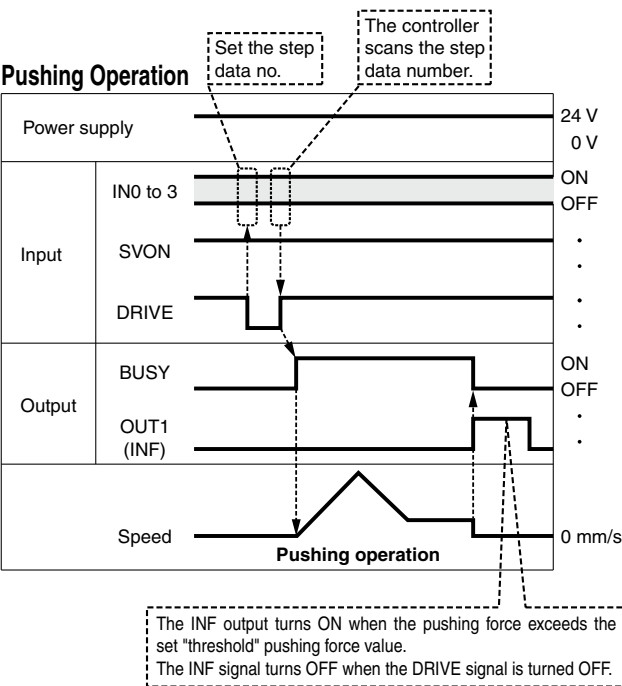 Pushing Operation
Set the step
data no.
The controller
scans the step
data number.
Power supply
24 V
0 V
Input
IN0 to 3
ON
OFF
SVON
DRIVE
Output
BUSY
ON
OFF
OUT1
(INF)
Speed
0 mm/s
Pushing operation
The INF output turns ON when the pushing force exceeds the
set "threshold" pushing force value.
The INF signal turns OFF when the DRIVE signal is turned OFF.